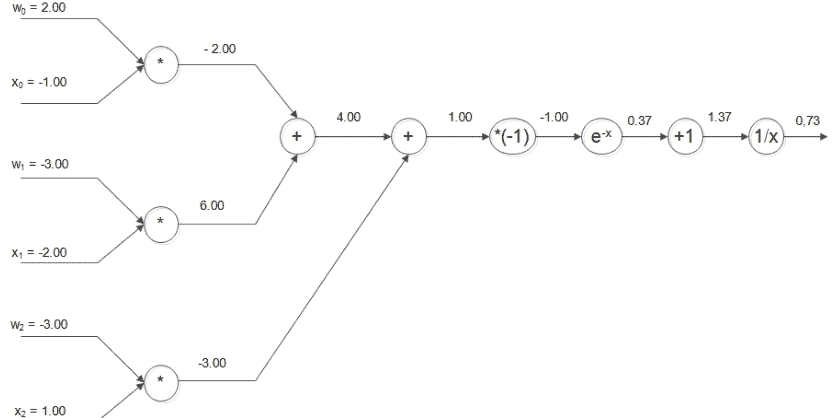 w₀ = 2.00
- 2.00
*
x₀ = -1.00
4.00
1.00
-1.00
0.37
1.37
0,73
+
+
*(-1)
e⁻ˣ
+1
1/x
w₁ = -3.00
6.00
*
x₁ = -2.00
w₂ = -3.00
-3.00
*
x₂ = 1.00